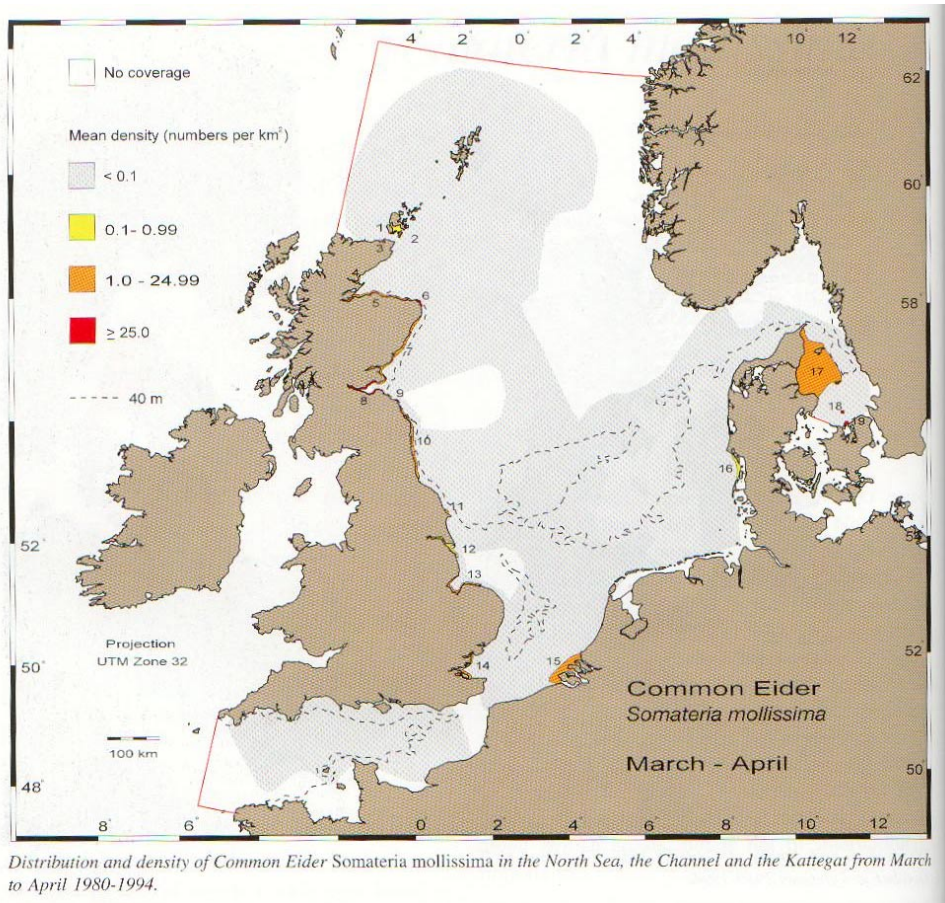 4° 2° 0° 2° 4° 10 12°
No coverage
62°
Mean density (numbers per km²)
< 0.1
60°
0.1- 0.99
1
2
3
1.0 - 24.99
4
5
6
58°
≥ 25.0
7
17
40 m
8
9
18
19
10
16
11
54
52°
12
13
Projection
UTM Zone 32
52°
50°
14
15
Common Eider
Somateria mollissima
100 km
March - April
50°
48°
8° 6° 0 2° 4° 6° 8° 10° 12°
Distribution and density of Common Eider Somateria mollissima in the North Sea, the Channel and the Kattegat from March
to April 1980-1994.